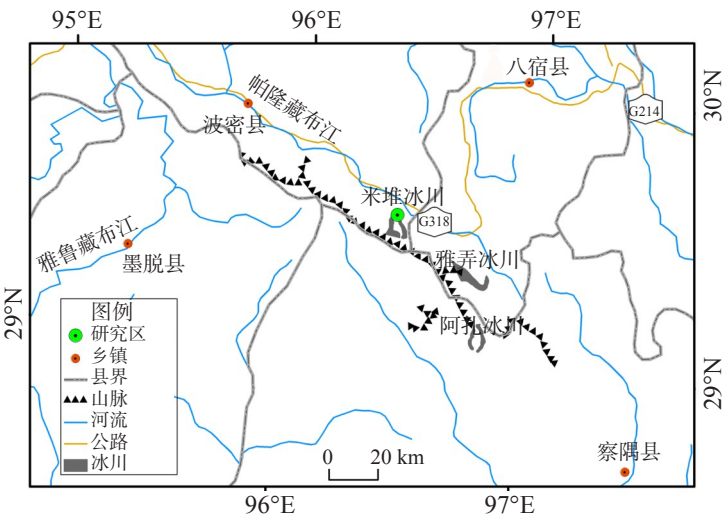 95°E
96°E
97°E
八宿县
30°N
帕隆藏布江
G214
波密县
米堆冰川
G318
雅鲁藏布江
墨脱县
雅弄冰川
29°N
阿扎冰川
图例
研究区
乡镇
县界
山脉
河流
公路
冰川
0 20 km
29°N
察隅县
96°E
97°E